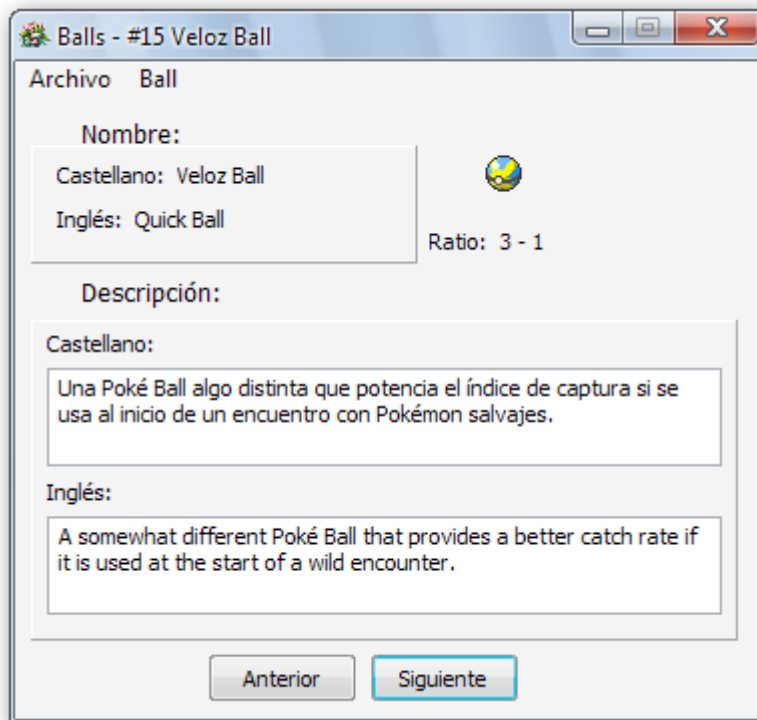 Balls - #15 Veloz Ball
Archivo Ball
Nombre:
Castellano: Veloz Ball
Inglés: Quick Ball
Ratio: 3 - 1
Descripción:
Castellano:
Una Poké Ball algo distinta que potencia el índice de captura si se
usa al inicio de un encuentro con Pokémon salvajes.
Inglés:
A somewhat different Poké Ball that provides a better catch rate if
it is used at the start of a wild encounter.
Anterior
Siguiente